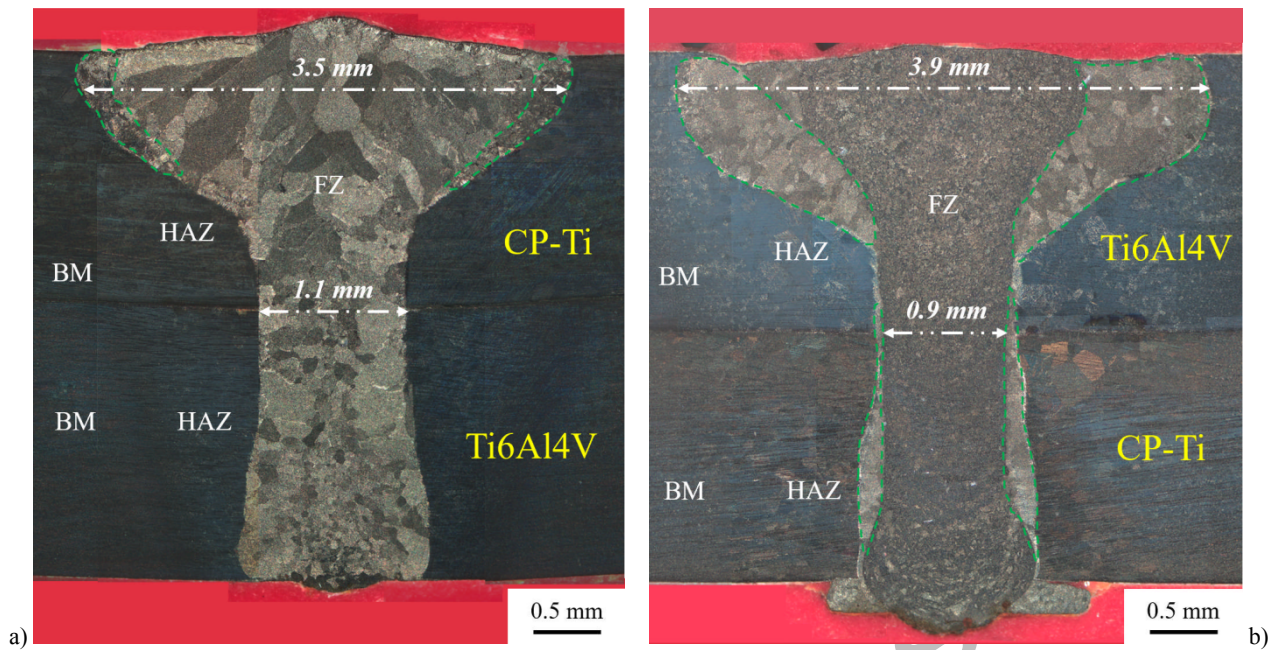 3.5 mm
FZ
HAZ
CP-Ti
BM
1.1 mm
BM
HAZ
Ti6Al4V
0.5 mm
a)
3.9 mm
FZ
HAZ
Ti6Al4V
BM
0.9 mm
CP-Ti
BM
HAZ
0.5 mm
b)